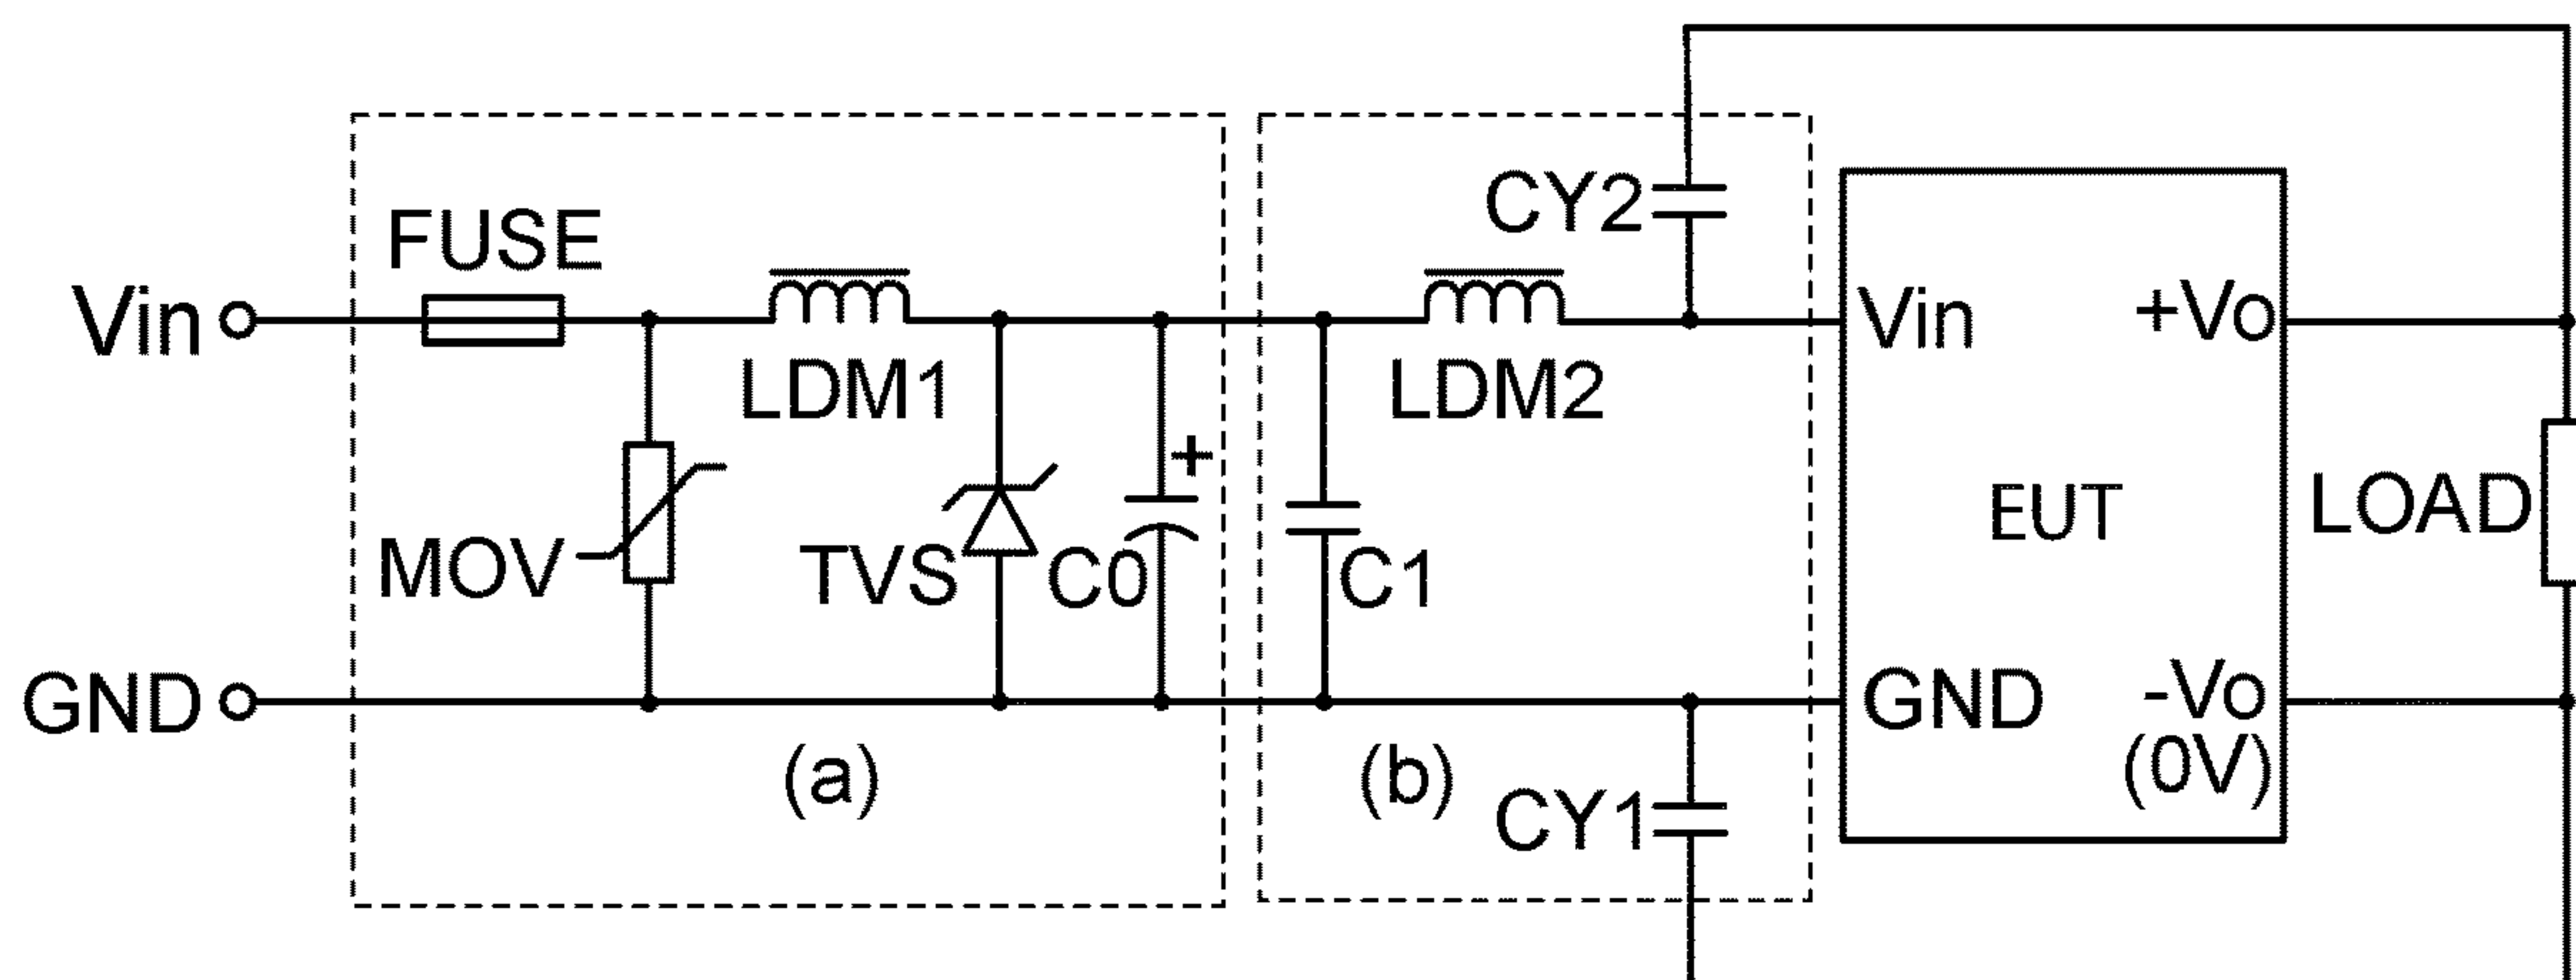 CY2
FUSE
Vin
Vin
+Vo
LDM1
LDM2
+
EUT
LOAD
MOV
TVS
C0
C1
GND
GND
-Vo
(0V)
(a)
(b)
CY1